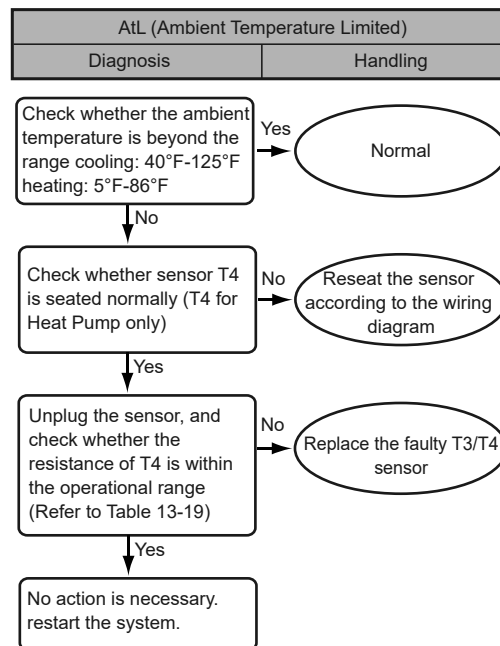 AtL (Ambient Temperature Limited)
Diagnosis
Handling
Check whether the ambient
temperature is beyond the
range cooling: 40°F-125°F
heating: 5°F-86°F
Yes
Normal
No
Check whether sensor T4
is seated normally (T4 for
Heat Pump only)
No
Reseat the sensor
according to the wiring
diagram
Yes
Unplug the sensor, and
check whether the
resistance of T4 is within
the operational range
(Refer to Table 13-19)
No
Replace the faulty T3/T4
sensor
Yes
No action is necessary.
restart the system.